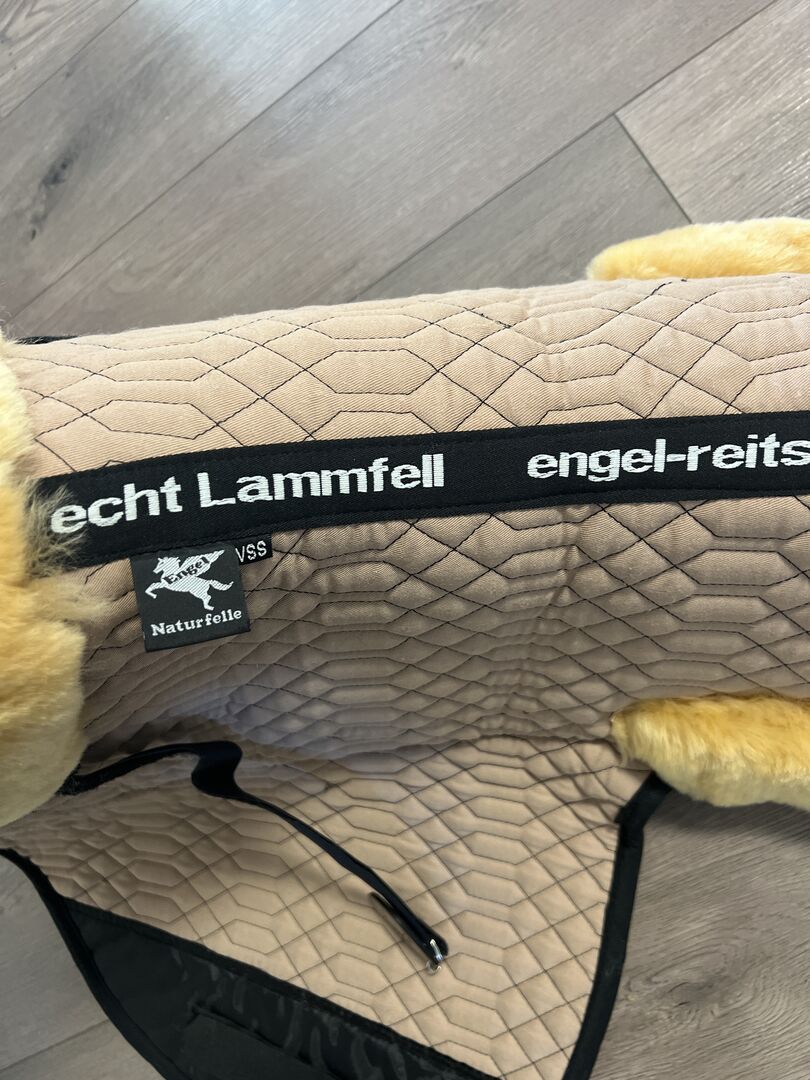 echt Lammfell engel-reits
VSS
Engel
Naturfelle